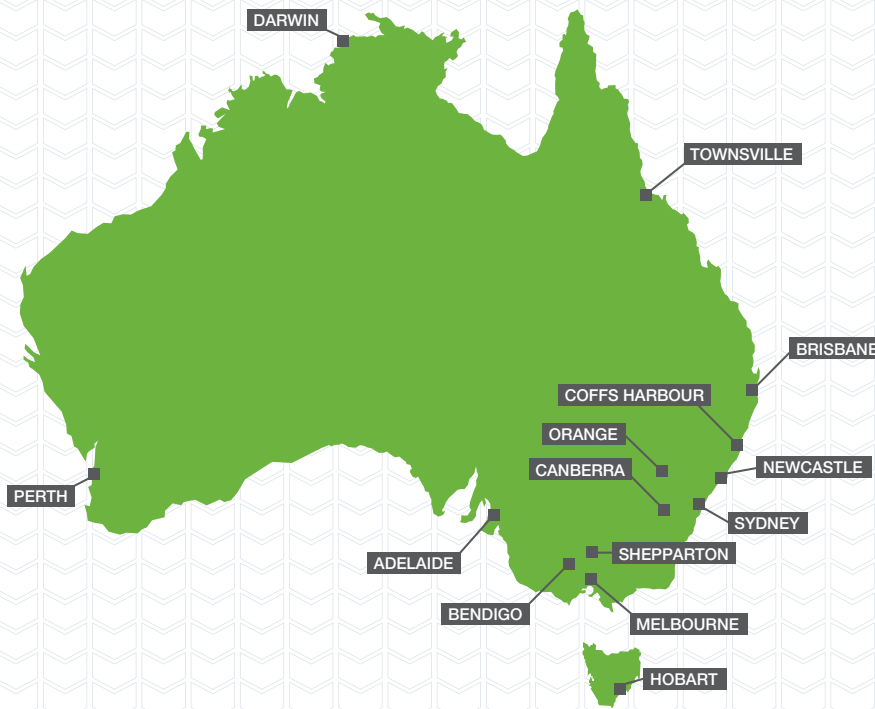 DARWIN
TOWNSVILLE
BRISBANE
COFFS HARBOUR
ORANGE
CANBERRA
NEWCASTLE
PERTH
SYDNEY
SHEPPARTON
ADELAIDE
BENDIGO
MELBOURNE
HOBART